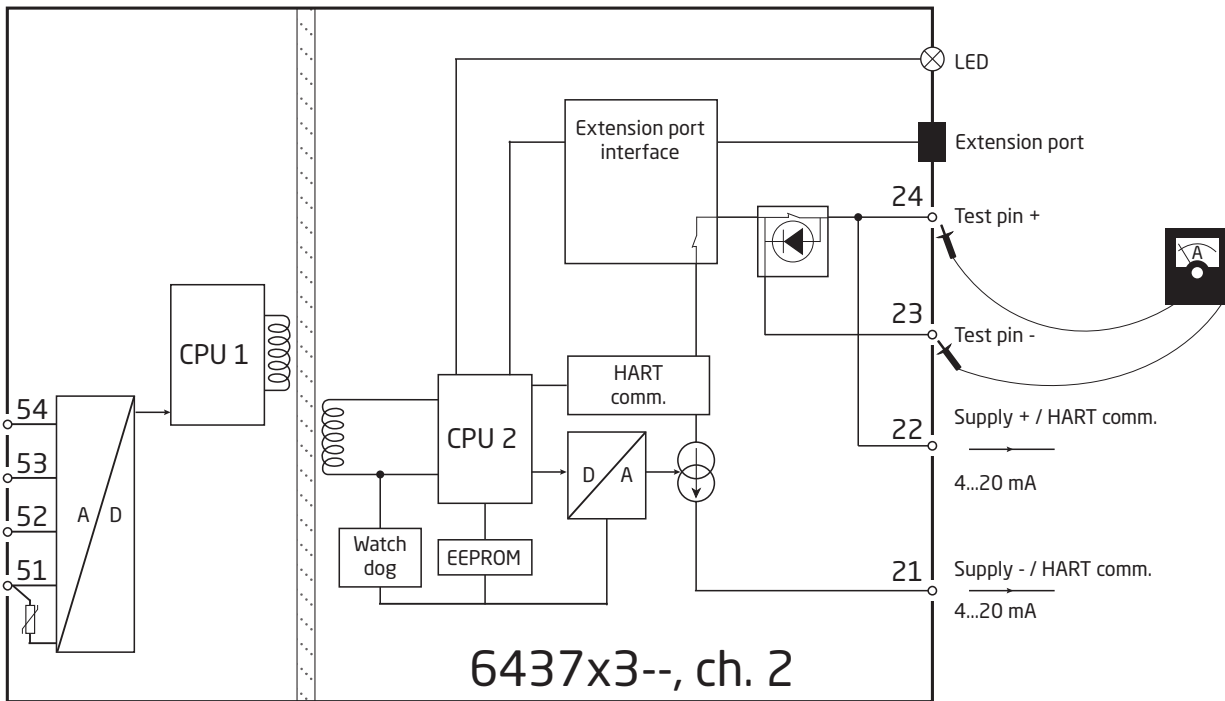 LED
Extension port
interface
Extension port
24
Test pin +
A
23
Test pin -
CPU 1
HART
comm.
54
53
52
51
A / D
CPU 2
D / A
22
Supply + / HART comm.
4...20 mA
Watch
dog
EEPROM
21
Supply - / HART comm.
4...20 mA
6437x3--, ch. 2